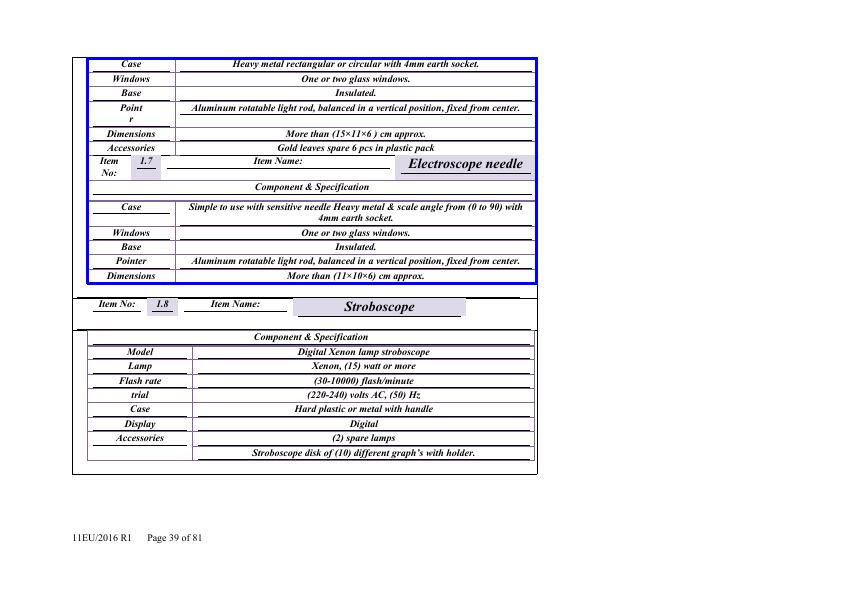 Case Heavy metal rectangular or circular with 4mm earth socket.
Windows One or two glass windows.
Base Insulated.
Point Aluminum rotatable light rod, balanced in a vertical position, fixed from center.
r
Dimensions More than (15×11×6 ) cm approx.
Accessories Gold leaves spare 6 pcs in plastic pack
Item No: 1.7 Item Name: Electroscope needle
Component & Specification
Case Simple to use with sensitive needle Heavy metal & scale angle from (0 to 90) with
4mm earth socket.
Windows One or two glass windows.
Base Insulated.
Pointer Aluminum rotatable light rod, balanced in a vertical position, fixed from center.
Dimensions More than (11×10×6) cm approx.
Item No: 1.8 Item Name: Stroboscope
Component & Specification
Model Digital Xenon lamp stroboscope
Lamp Xenon, (15) watt or more
Flash rate (30-10000) flash/minute
trial (220-240) volts AC, (50) Hz
Case Hard plastic or metal with handle
Display Digital
Accessories (2) spare lamps
Stroboscope disk of (10) different graph's with holder.
11EU/2016 R1 Page 39 of 81